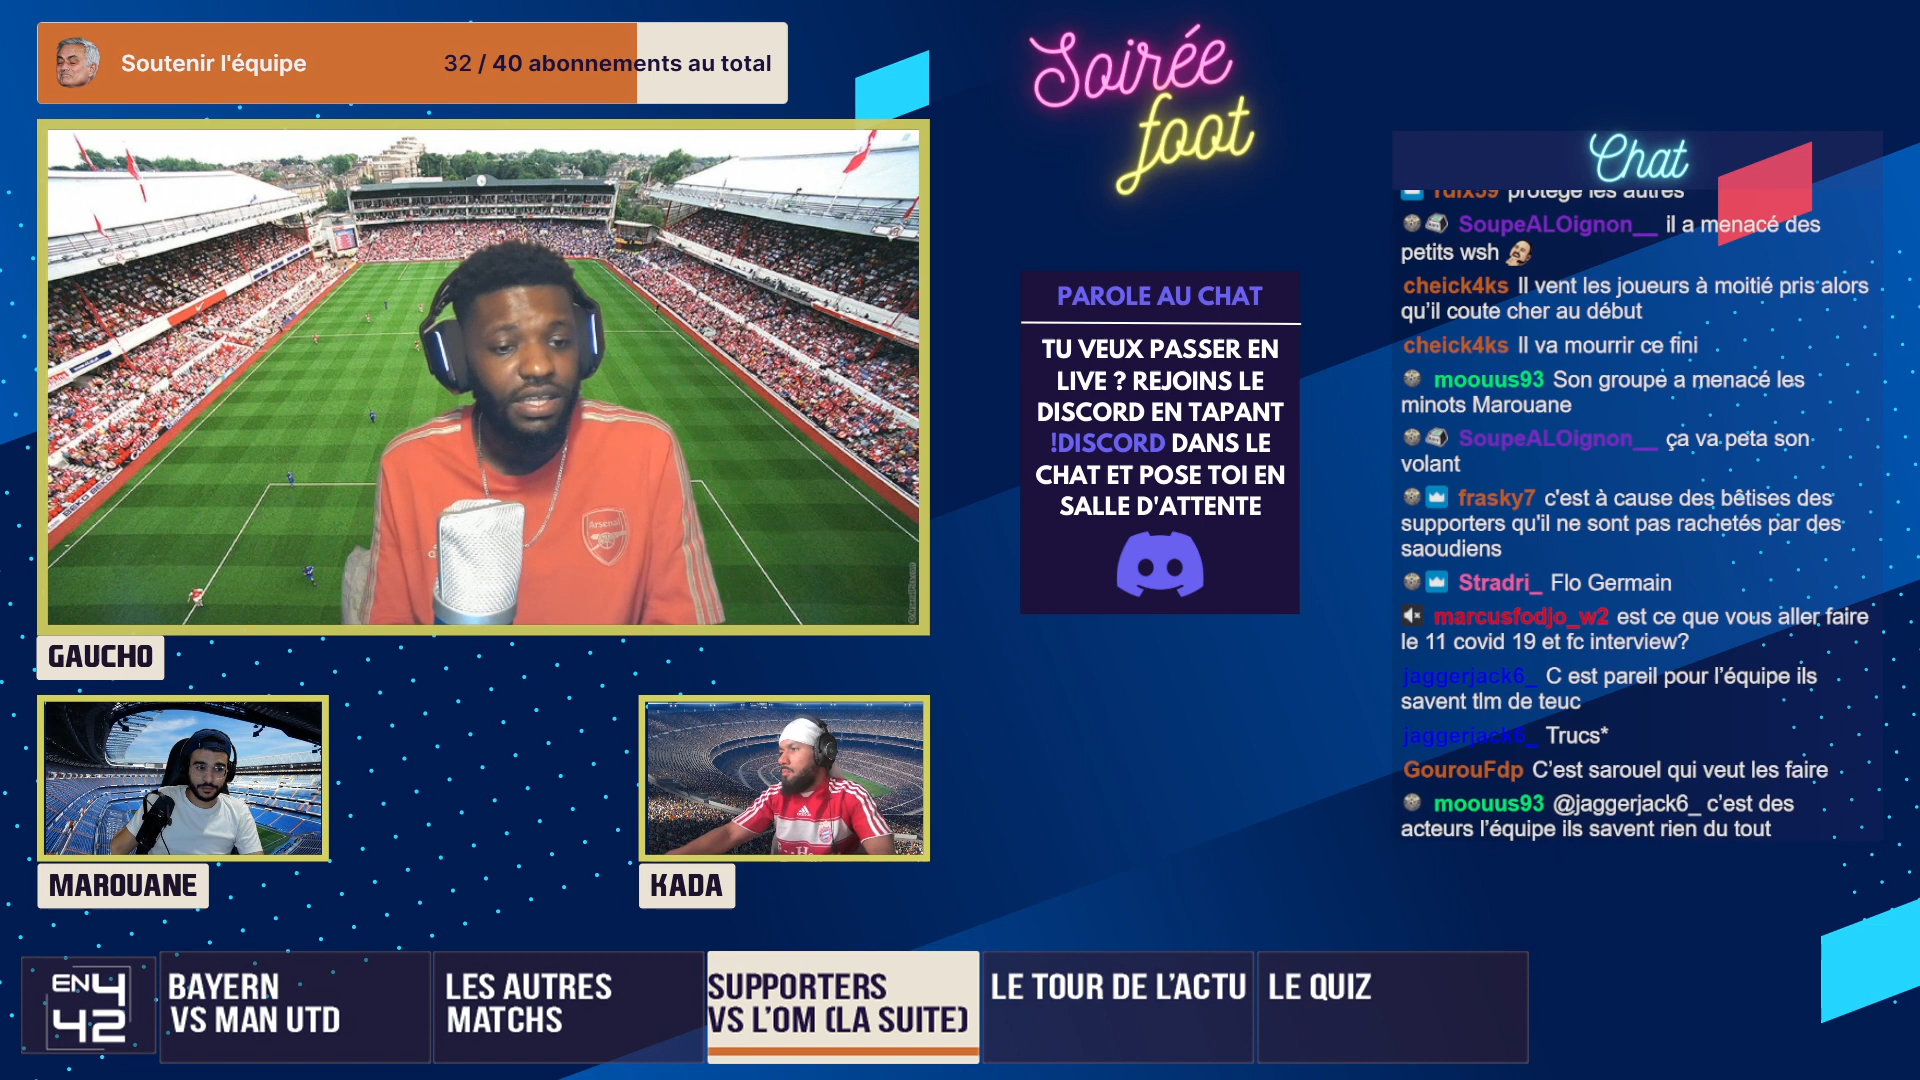 Soutenir l'équipe
32 / 40 abonnements au total
Soirée
foot
PAROLE AU CHAT
TU VEUX PASSER EN
LIVE ? REJOINS LE
DISCORD EN TAPANT
!DISCORD DANS LE
CHAT ET POSE TOI EN
SALLE D'ATTENTE
Chat
rdlx59 protège les autres
SoupeALOignon__ il a menacé des
petits wsh
cheick4ks Il vent les joueurs à moitié pris alors
qu'il coute cher au début
cheick4ks Il va mourrir ce fini
moouus93 Son groupe a menacé les
minots Marouane
SoupeALOignon__ ça va peta son
volant
frasky7 c'est à cause des bêtises des
supporters qu'il ne sont pas rachetés par des
saoudiens
Stradri_ Flo Germain
marcusfodjo_w2 est ce que vous aller faire
le 11 covid 19 et fc interview?
jaggerjack6_ C est pareil pour l'équipe ils
savent tlm de teuc
jaggerjack6_ Trucs*
GourouFdp C'est sarouel qui veut les faire
moouus93 @jaggerjack6_ c'est des
acteurs l'équipe ils savent rien du tout
Arsenal
GAUCHO
MAROUANE
KADA
EN 4
42
BAYERN
VS MAN UTD
LES AUTRES
MATCHS
SUPPORTERS
VS L'OM (LA SUITE)
LE TOUR DE L'ACTU
LE QUIZ